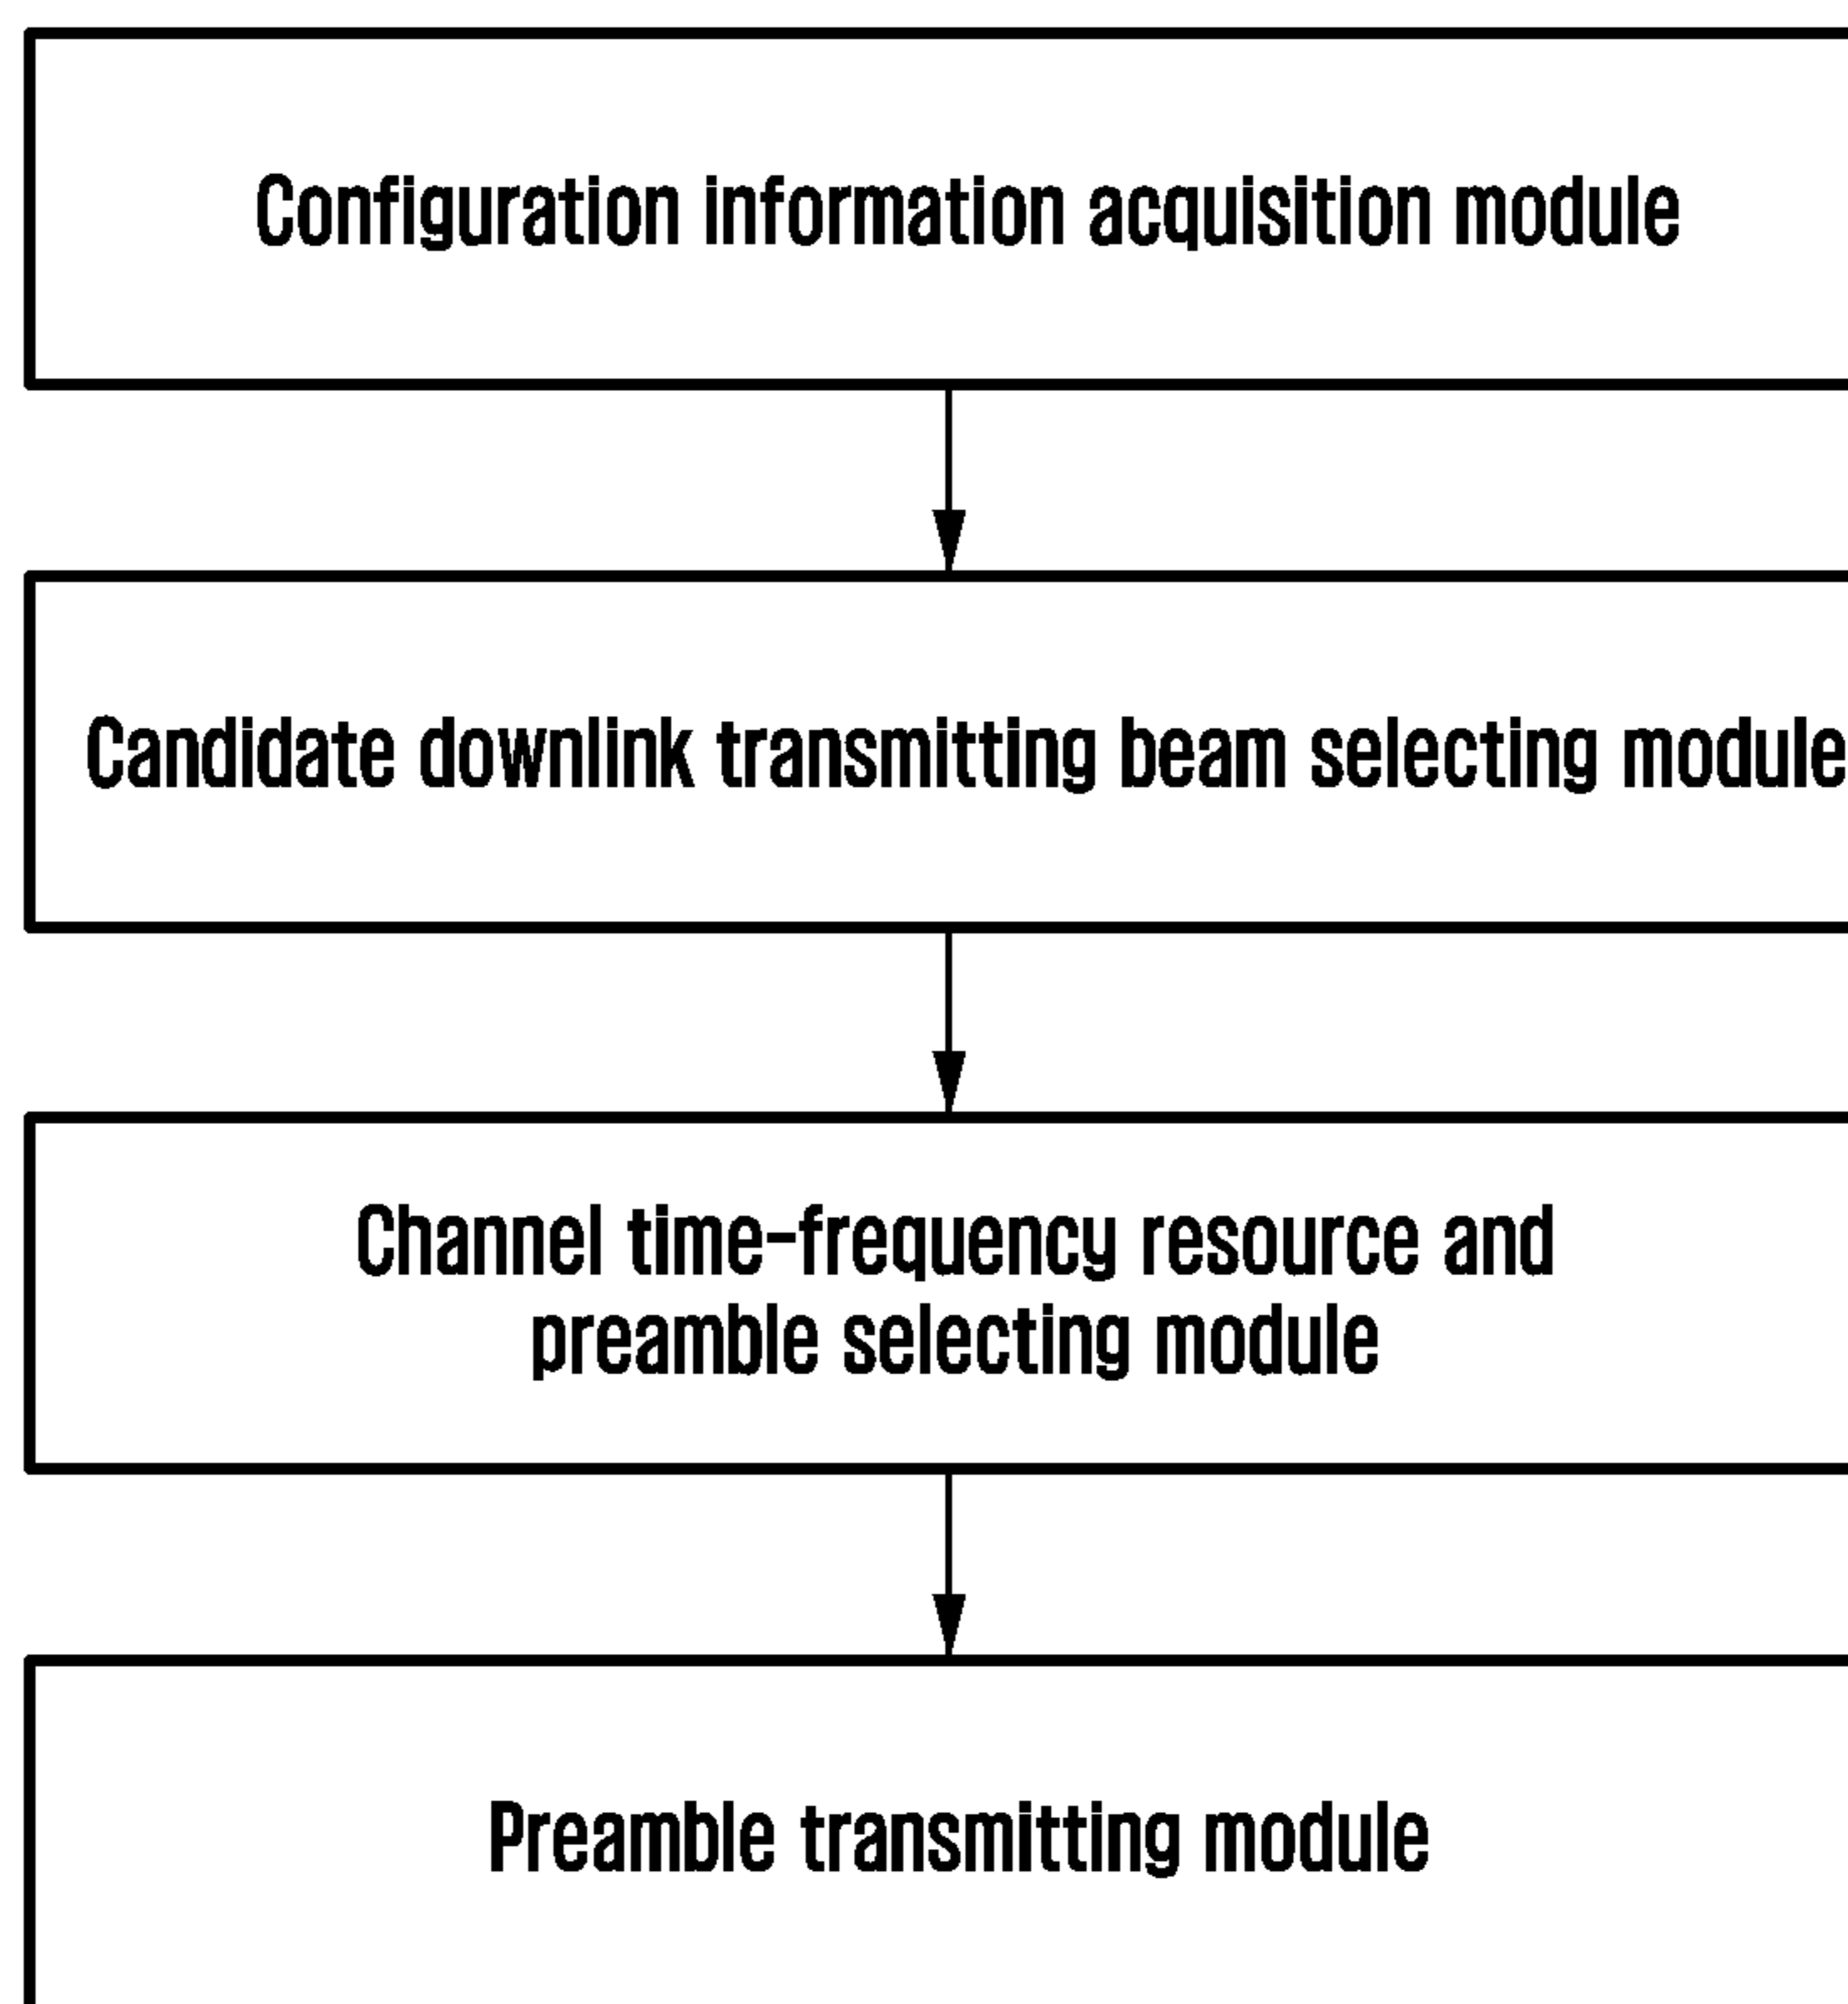 Configuration information acquisition module
Candidate downlink transmitting beam selecting module
Channel time-frequency resource and
preamble selecting module
Preamble transmitting module